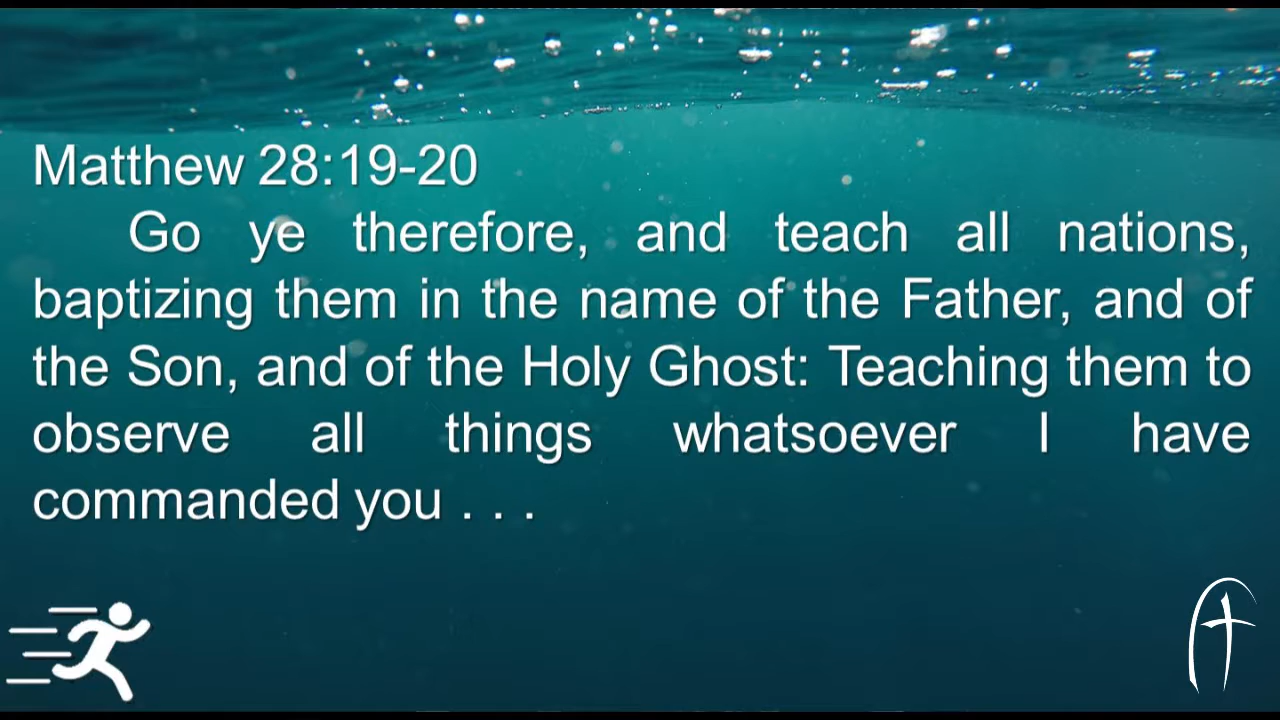 Matthew 28:19-20
Go ye therefore, and teach all nations,
baptizing them in the name of the Father, and of
the Son, and of the Holy Ghost: Teaching them to
observe all things whatsoever I have
commanded you . . .